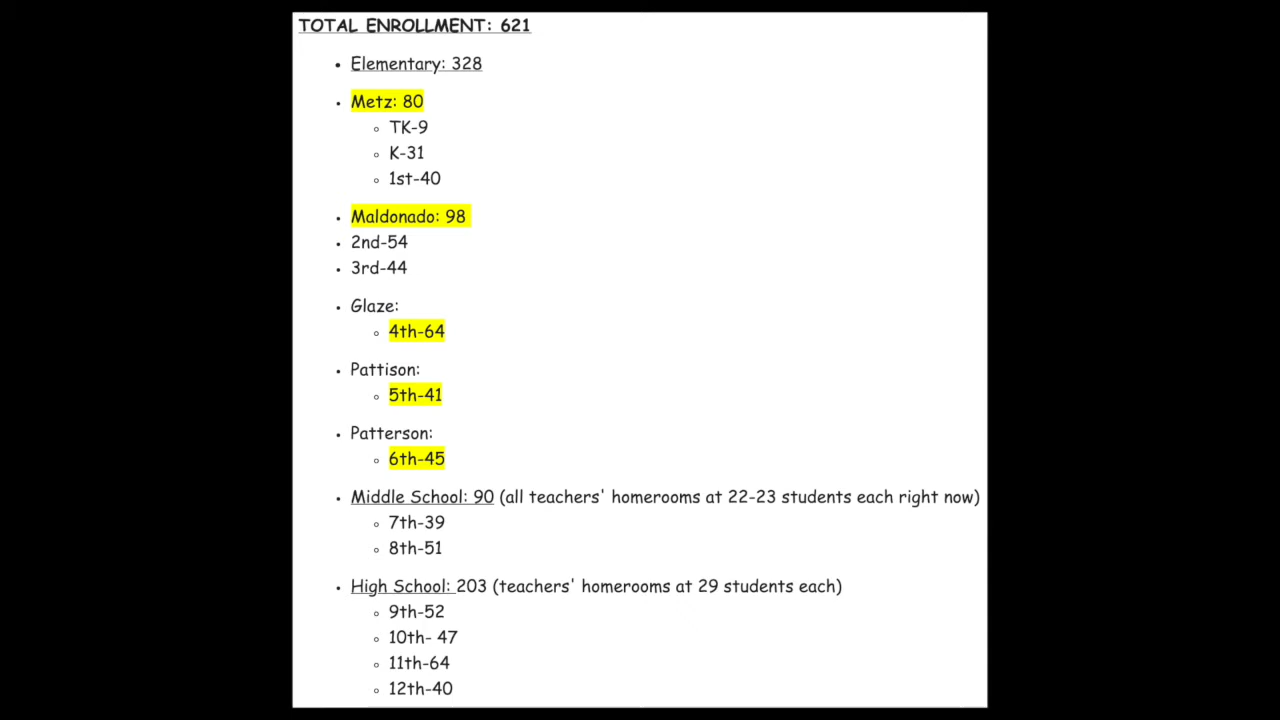 TOTAL ENROLLMENT: 621
Elementary: 328
Metz: 80
TK-9
K-31
1st-40
Maldonado: 98
2nd-54
3rd-44
Glaze:
4th-64
Pattison:
5th-41
Patterson:
6th-45
Middle School: 90 (all teachers' homerooms at 22-23 students each right now)
7th-39
8th-51
High School: 203 (teachers' homerooms at 29 students each)
9th-52
10th- 47
11th-64
12th-40